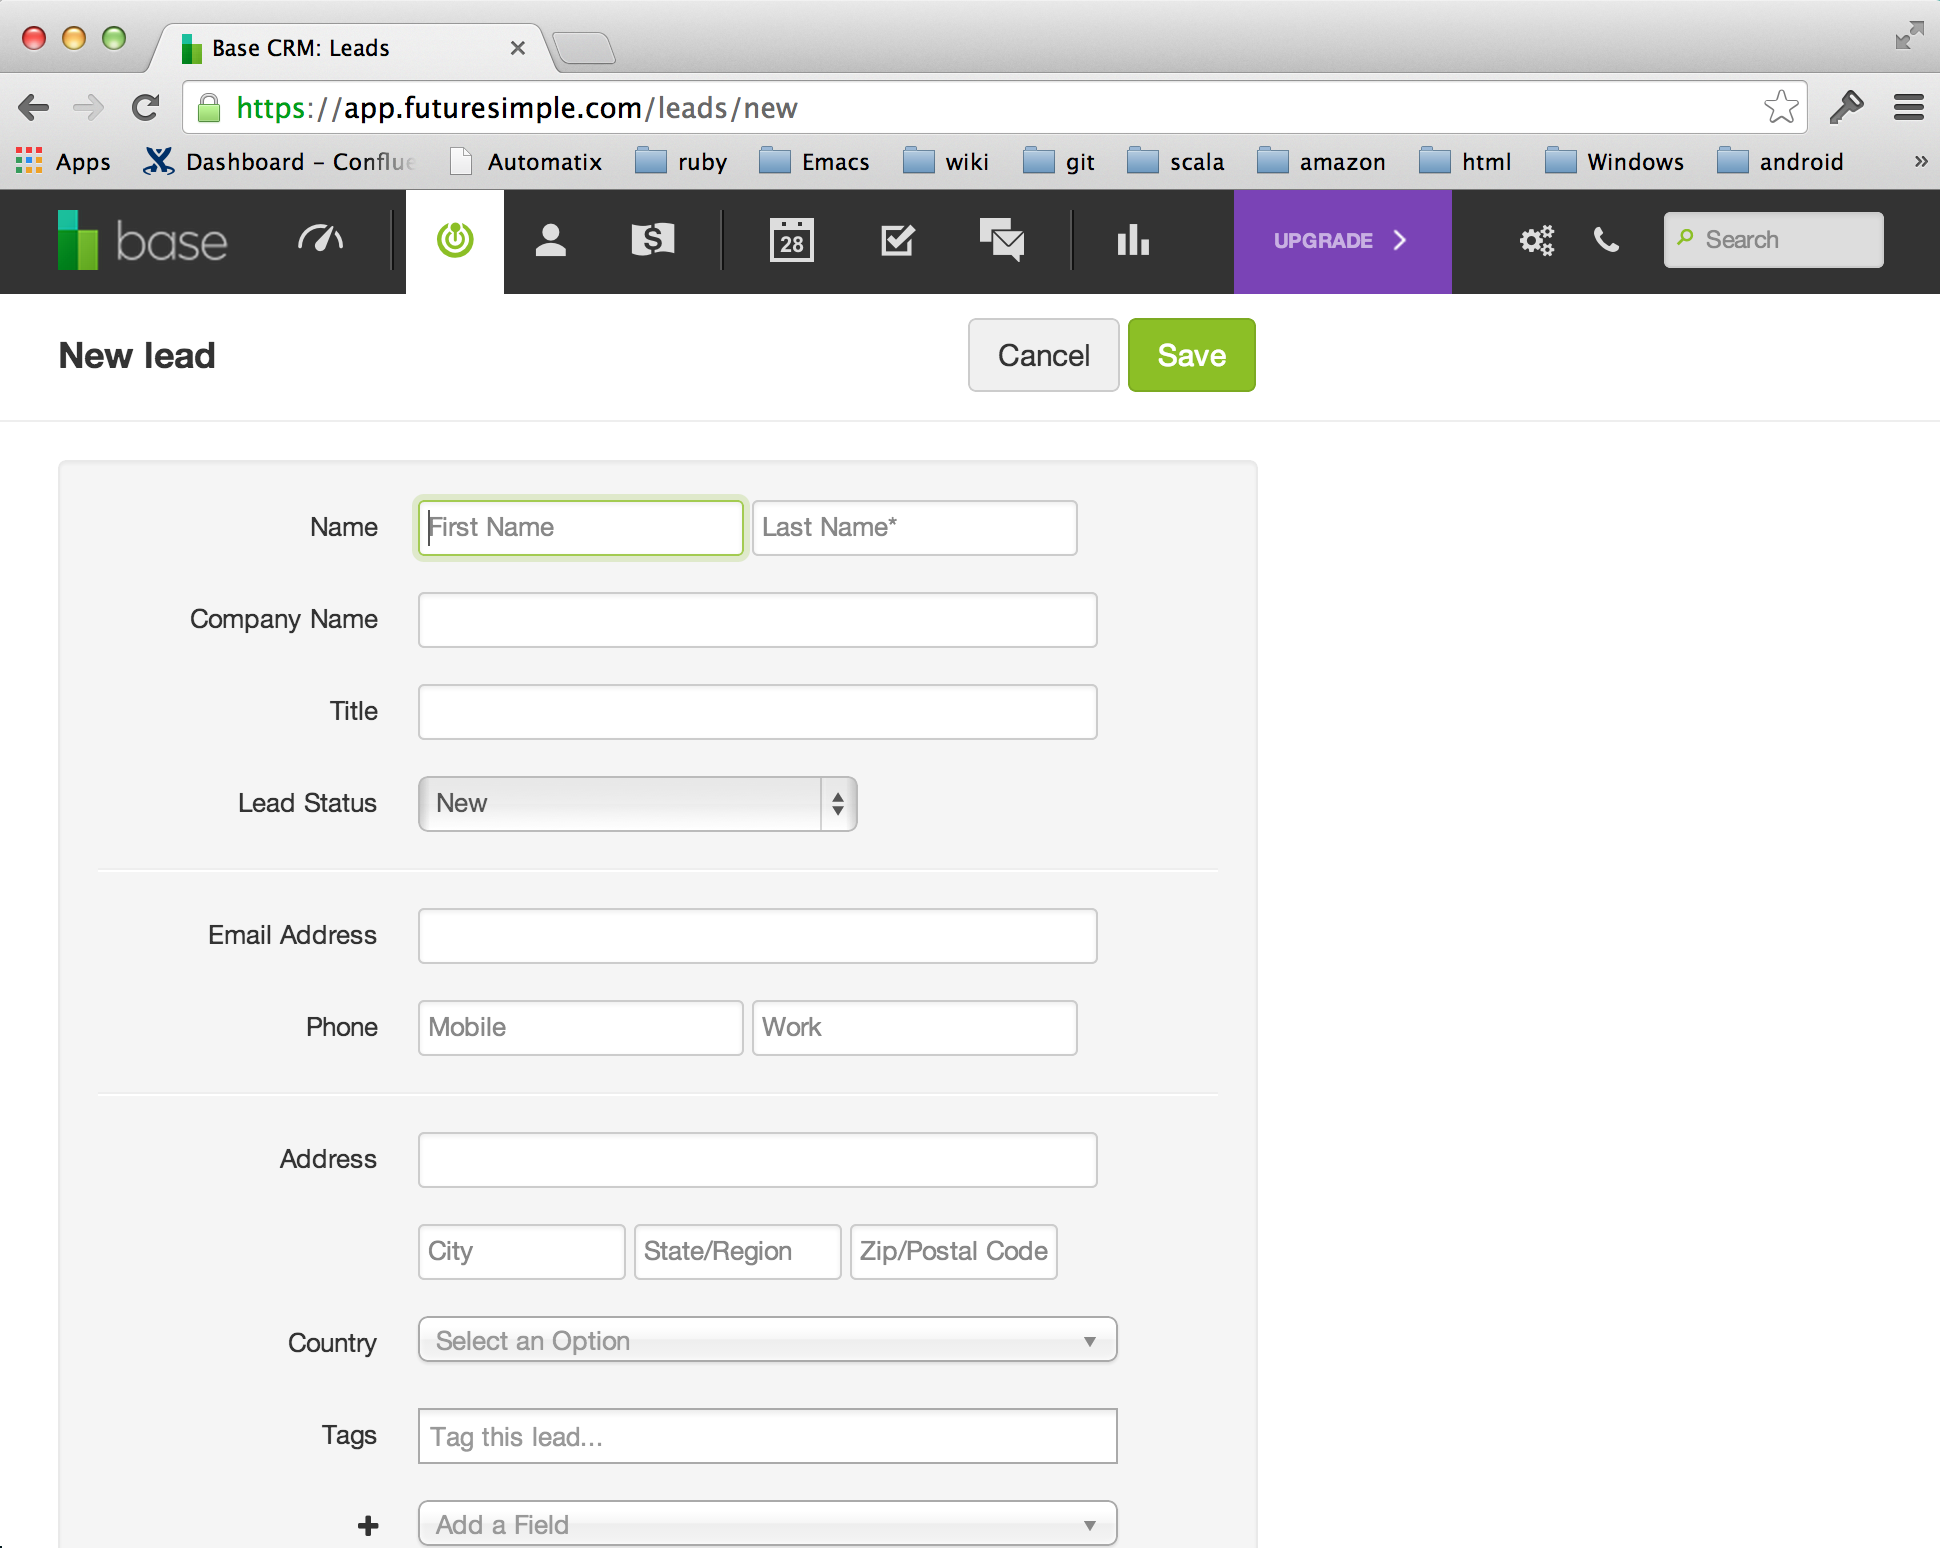 Base CRM: Leads
https://app.futuresimple.com/leads/new
Apps Dashboard – Conflue Automatix ruby Emacs wiki git scala amazon html Windows android »
base $ 28 UPGRADE Search
New lead Cancel Save
Name First Name Last Name*
Company Name
Title
Lead Status New
Email Address
Phone Mobile Work
Address
City State/Region Zip/Postal Code
Country Select an Option
Tags Tag this lead...
+ Add a Field